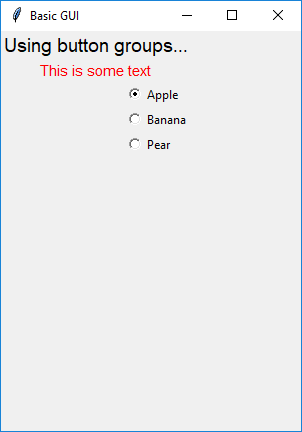 Basic GUI
Using button groups...
This is some text
Apple
Banana
Pear